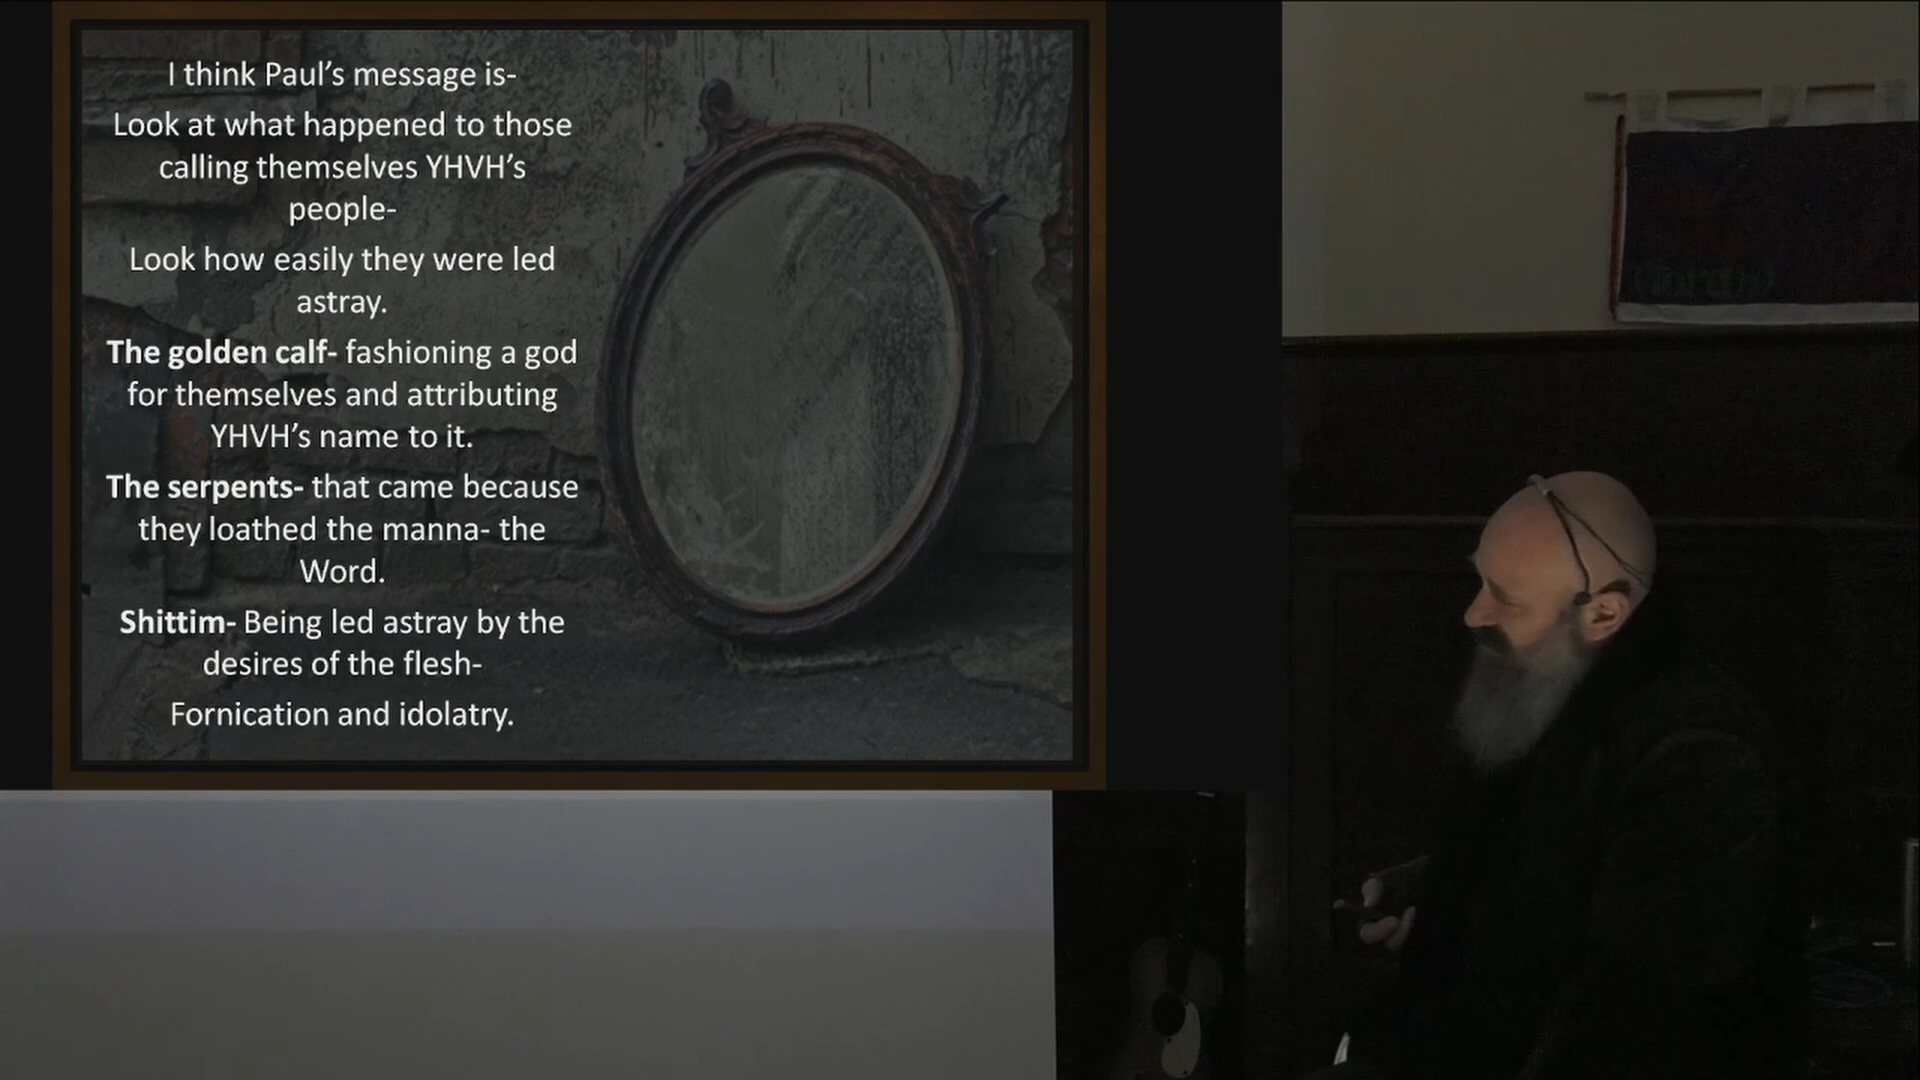 I think Paul’s message is-
Look at what happened to those
calling themselves YHVH’s
people-
Look how easily they were led
astray.
The golden calf- fashioning a god
for themselves and attributing
YHVH’s name to it.
The serpents- that came because
they loathed the manna- the
Word.
Shittim- Being led astray by the
desires of the flesh-
Fornication and idolatry.